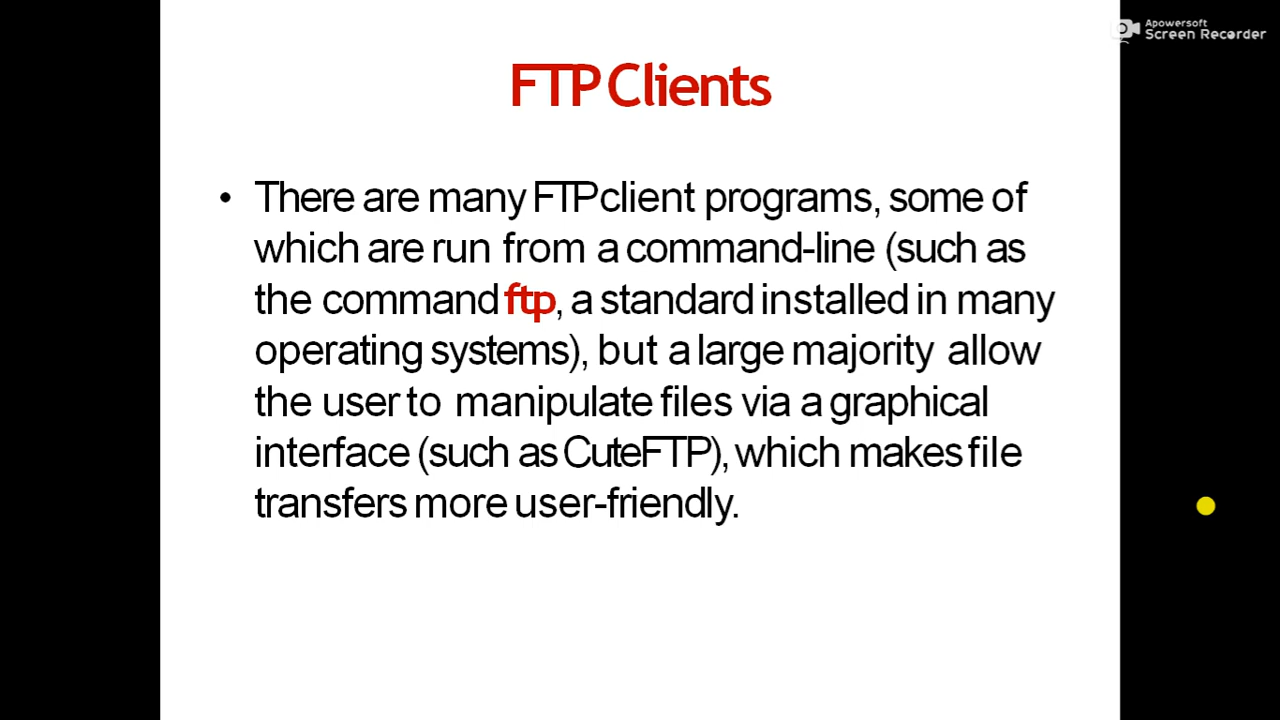 Apowersoft
Screen Recorder
FTP Clients
• There are many FTP client programs, some of
which are run from a command-line (such as
the command ftp, a standard installed in many
operating systems), but a large majority allow
the user to manipulate files via a graphical
interface (such as CuteFTP), which makes file
transfers more user-friendly.